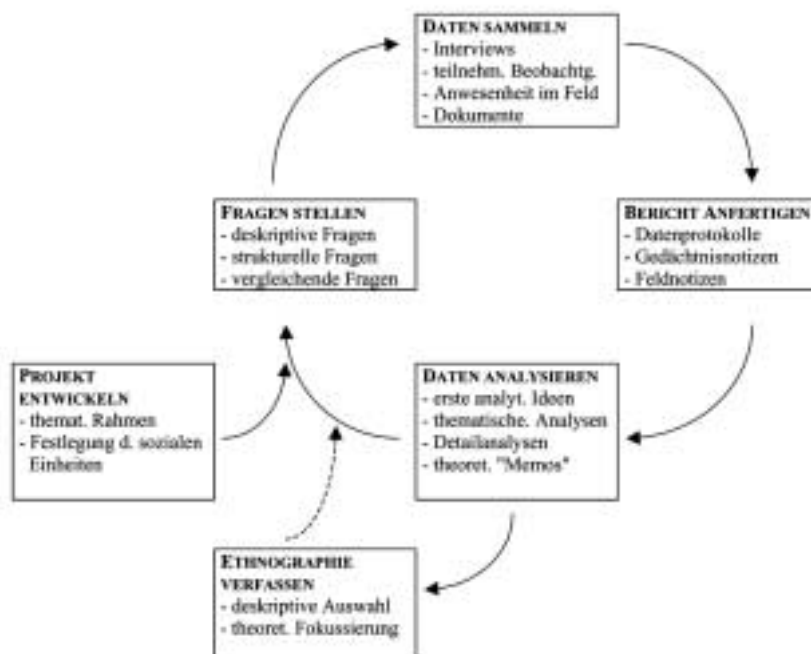 DATEN SAMMELN
- Interviews
- teilnehm. Beobachtg.
- Anwesenheit im Feld
- Dokumente
FRAGEN STELLEN
- deskriptive Fragen
- strukturelle Fragen
- vergleichende Fragen
BERICHT ANFERTIGEN
- Datenprotokolle
- Gedächtnisnotizen
- Feldnotizen
PROJEKT
ENTWICKELN
- themat. Rahmen
- Festlegung d. sozialen
Einheiten
DATEN ANALYSIEREN
- erste analyt. Ideen
- thematische. Analysen
- Detailanalysen
- theoret. "Memos"
ETHNOGRAPHIE
VERFASSEN
- deskriptive Auswahl
- theoret. Fokussierung